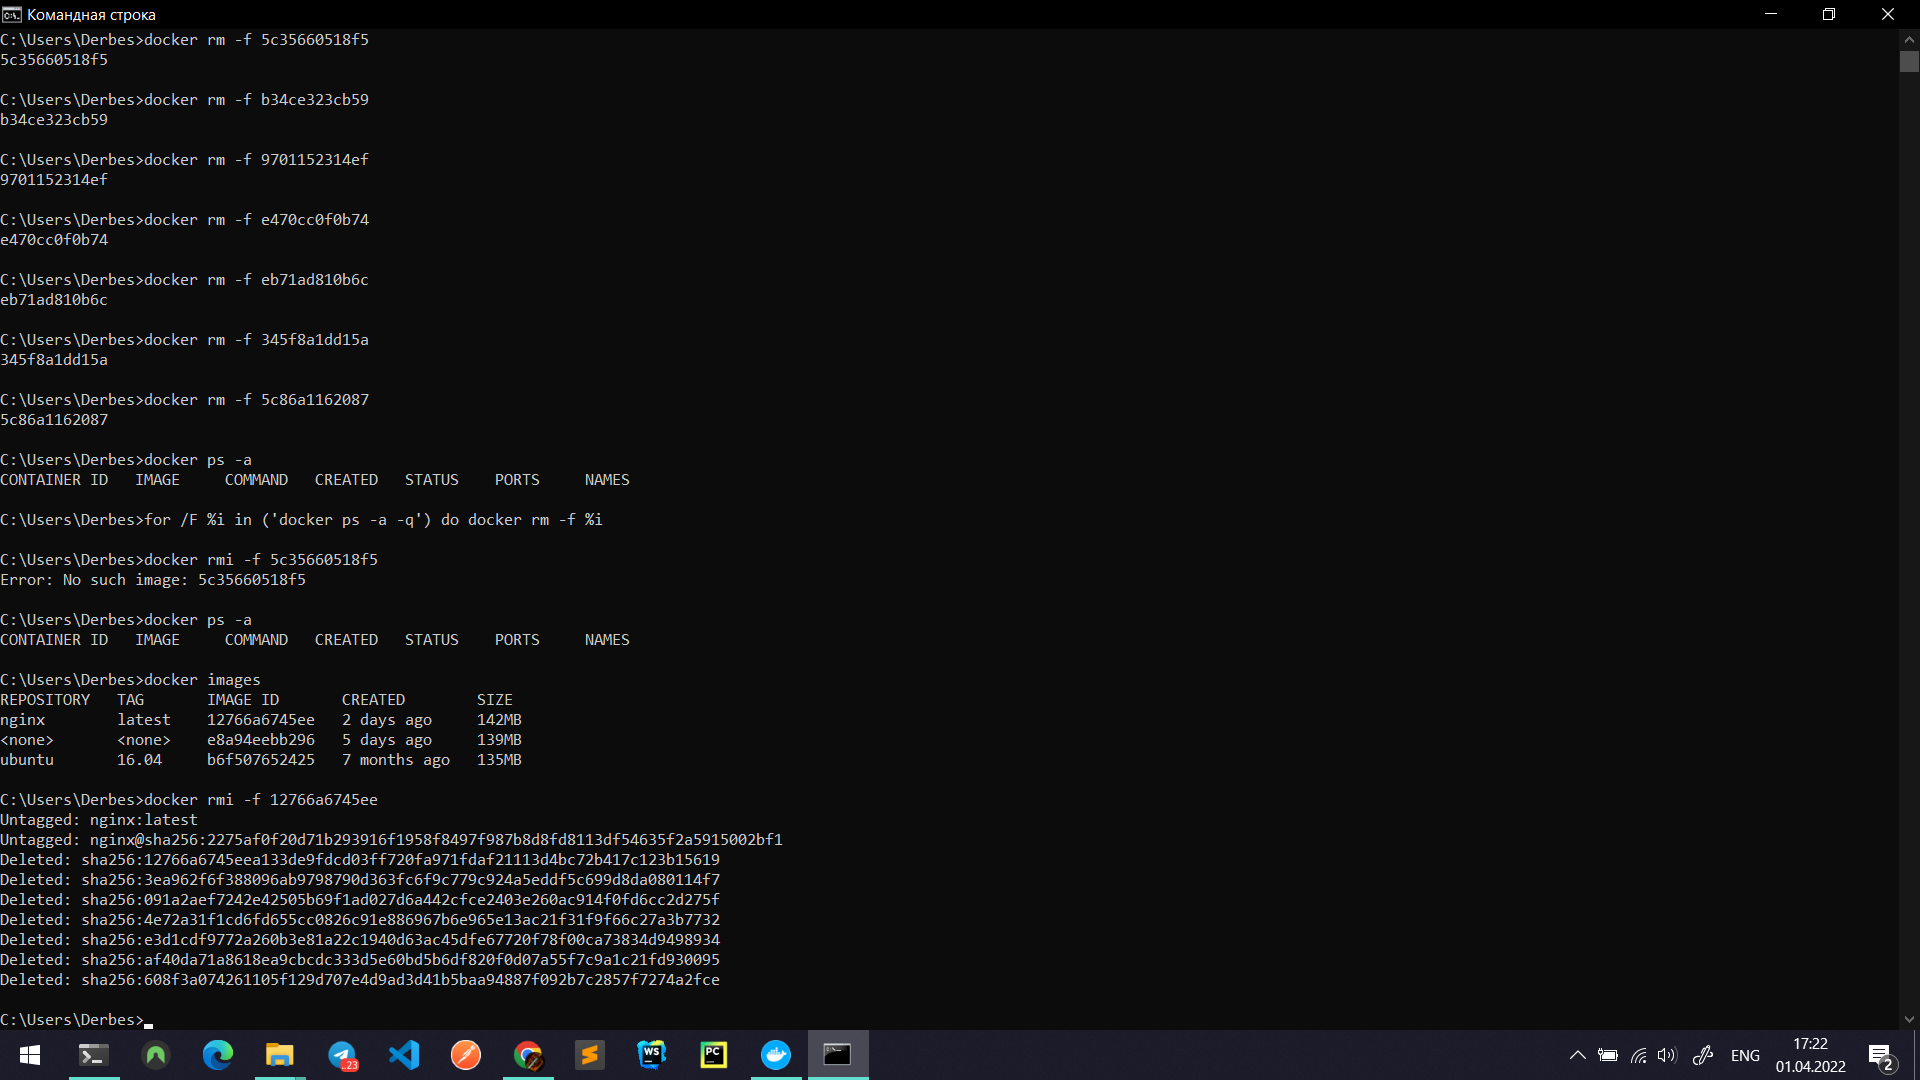 Командная строка
C:\Users\Derbes>docker rm -f 5c35660518f5
5c35660518f5
C:\Users\Derbes>docker rm -f b34ce323cb59
b34ce323cb59
C:\Users\Derbes>docker rm -f 9701152314ef
9701152314ef
C:\Users\Derbes>docker rm -f e470cc0f0b74
e470cc0f0b74
C:\Users\Derbes>docker rm -f eb71ad810b6c
eb71ad810b6c
C:\Users\Derbes>docker rm -f 345f8a1dd15a
345f8a1dd15a
C:\Users\Derbes>docker rm -f 5c86a1162087
5c86a1162087
C:\Users\Derbes>docker ps -a
CONTAINER ID   IMAGE     COMMAND   CREATED   STATUS    PORTS     NAMES
C:\Users\Derbes>for /F %i in ('docker ps -a -q') do docker rm -f %i
C:\Users\Derbes>docker rmi -f 5c35660518f5
Error: No such image: 5c35660518f5
C:\Users\Derbes>docker ps -a
CONTAINER ID   IMAGE     COMMAND   CREATED   STATUS    PORTS     NAMES
C:\Users\Derbes>docker images
REPOSITORY   TAG       IMAGE ID       CREATED        SIZE
nginx        latest    12766a6745ee   2 days ago     142MB
<none>       <none>    e8a94eebb296   5 days ago     139MB
ubuntu       16.04     b6f507652425   7 months ago   135MB
C:\Users\Derbes>docker rmi -f 12766a6745ee
Untagged: nginx:latest
Untagged: nginx@sha256:2275af0f20d71b293916f1958f8497f987b8d8fd8113df54635f2a5915002bf1
Deleted: sha256:12766a6745eea133de9fdcd03ff720fa971fdaf21113d4bc72b417c123b15619
Deleted: sha256:3ea962f6f388096ab9798790d363fc6f9c779c924a5eddf5c699d8da080114f7
Deleted: sha256:091a2aef7242e42505b69f1ad027d6a442cfce2403e260ac914f0fd6cc2d275f
Deleted: sha256:4e72a31f1cd6fd655cc0826c91e886967b6e965e13ac21f31f9f66c27a3b7732
Deleted: sha256:e3d1cdf9772a260b3e81a22c1940d63ac45dfe67720f78f00ca73834d9498934
Deleted: sha256:af40da71a8618ea9cbcdc333d5e60bd5b6df820f0d07a55f7c9a1c21fd930095
Deleted: sha256:608f3a074261105f129d707e4d9ad3d41b5baa94887f092b7c2857f7274a2fce
C:\Users\Derbes>
..23
WS
PC
ENG
17:22
01.04.2022
2